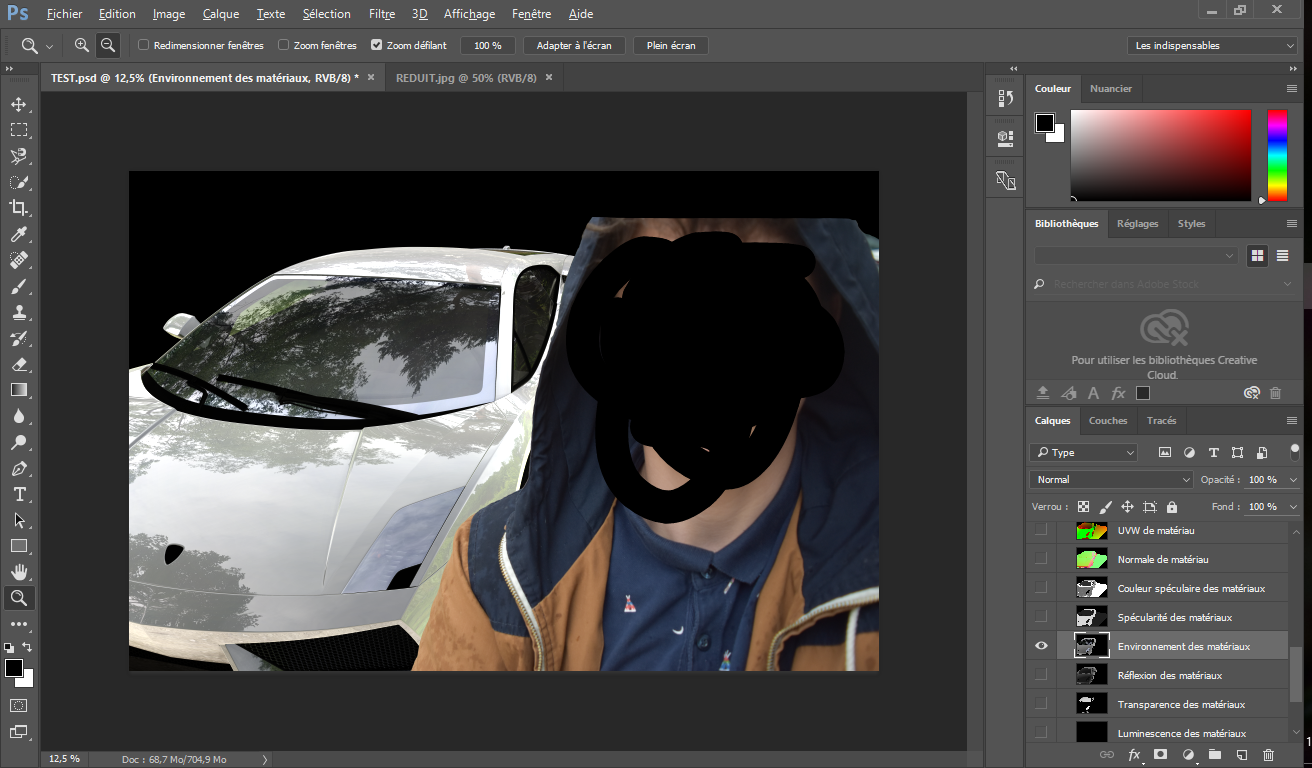 Ps Fichier Edition Image Calque Texte Sélection Filtre 3D Affichage Fenêtre Aide
Redimensionner fenêtres Zoom fenêtres Zoom défilant 100 % Adapter à l'écran Plein écran Les indispensables
TEST.psd @ 12,5% (Environnement des matériaux, RVB/8) * REDUIT.jpg @ 50% (RVB/8)
Couleur Nuancier
Bibliothèques Réglages Styles
Rechercher dans Adobe Stock
Pour utiliser les bibliothèques Creative
Cloud.
Calques Couches Tracés
Type
Normal Opacité : 100 %
Verrou : Fond : 100 %
UVW de matériau
Normale de matériau
Couleur spéculaire des matériaux
Spécularité des matériaux
Environnement des matériaux
Réflexion des matériaux
Transparence des matériaux
Luminescence des matériaux
12,5 % Doc : 68,7 Mo/704,9 Mo